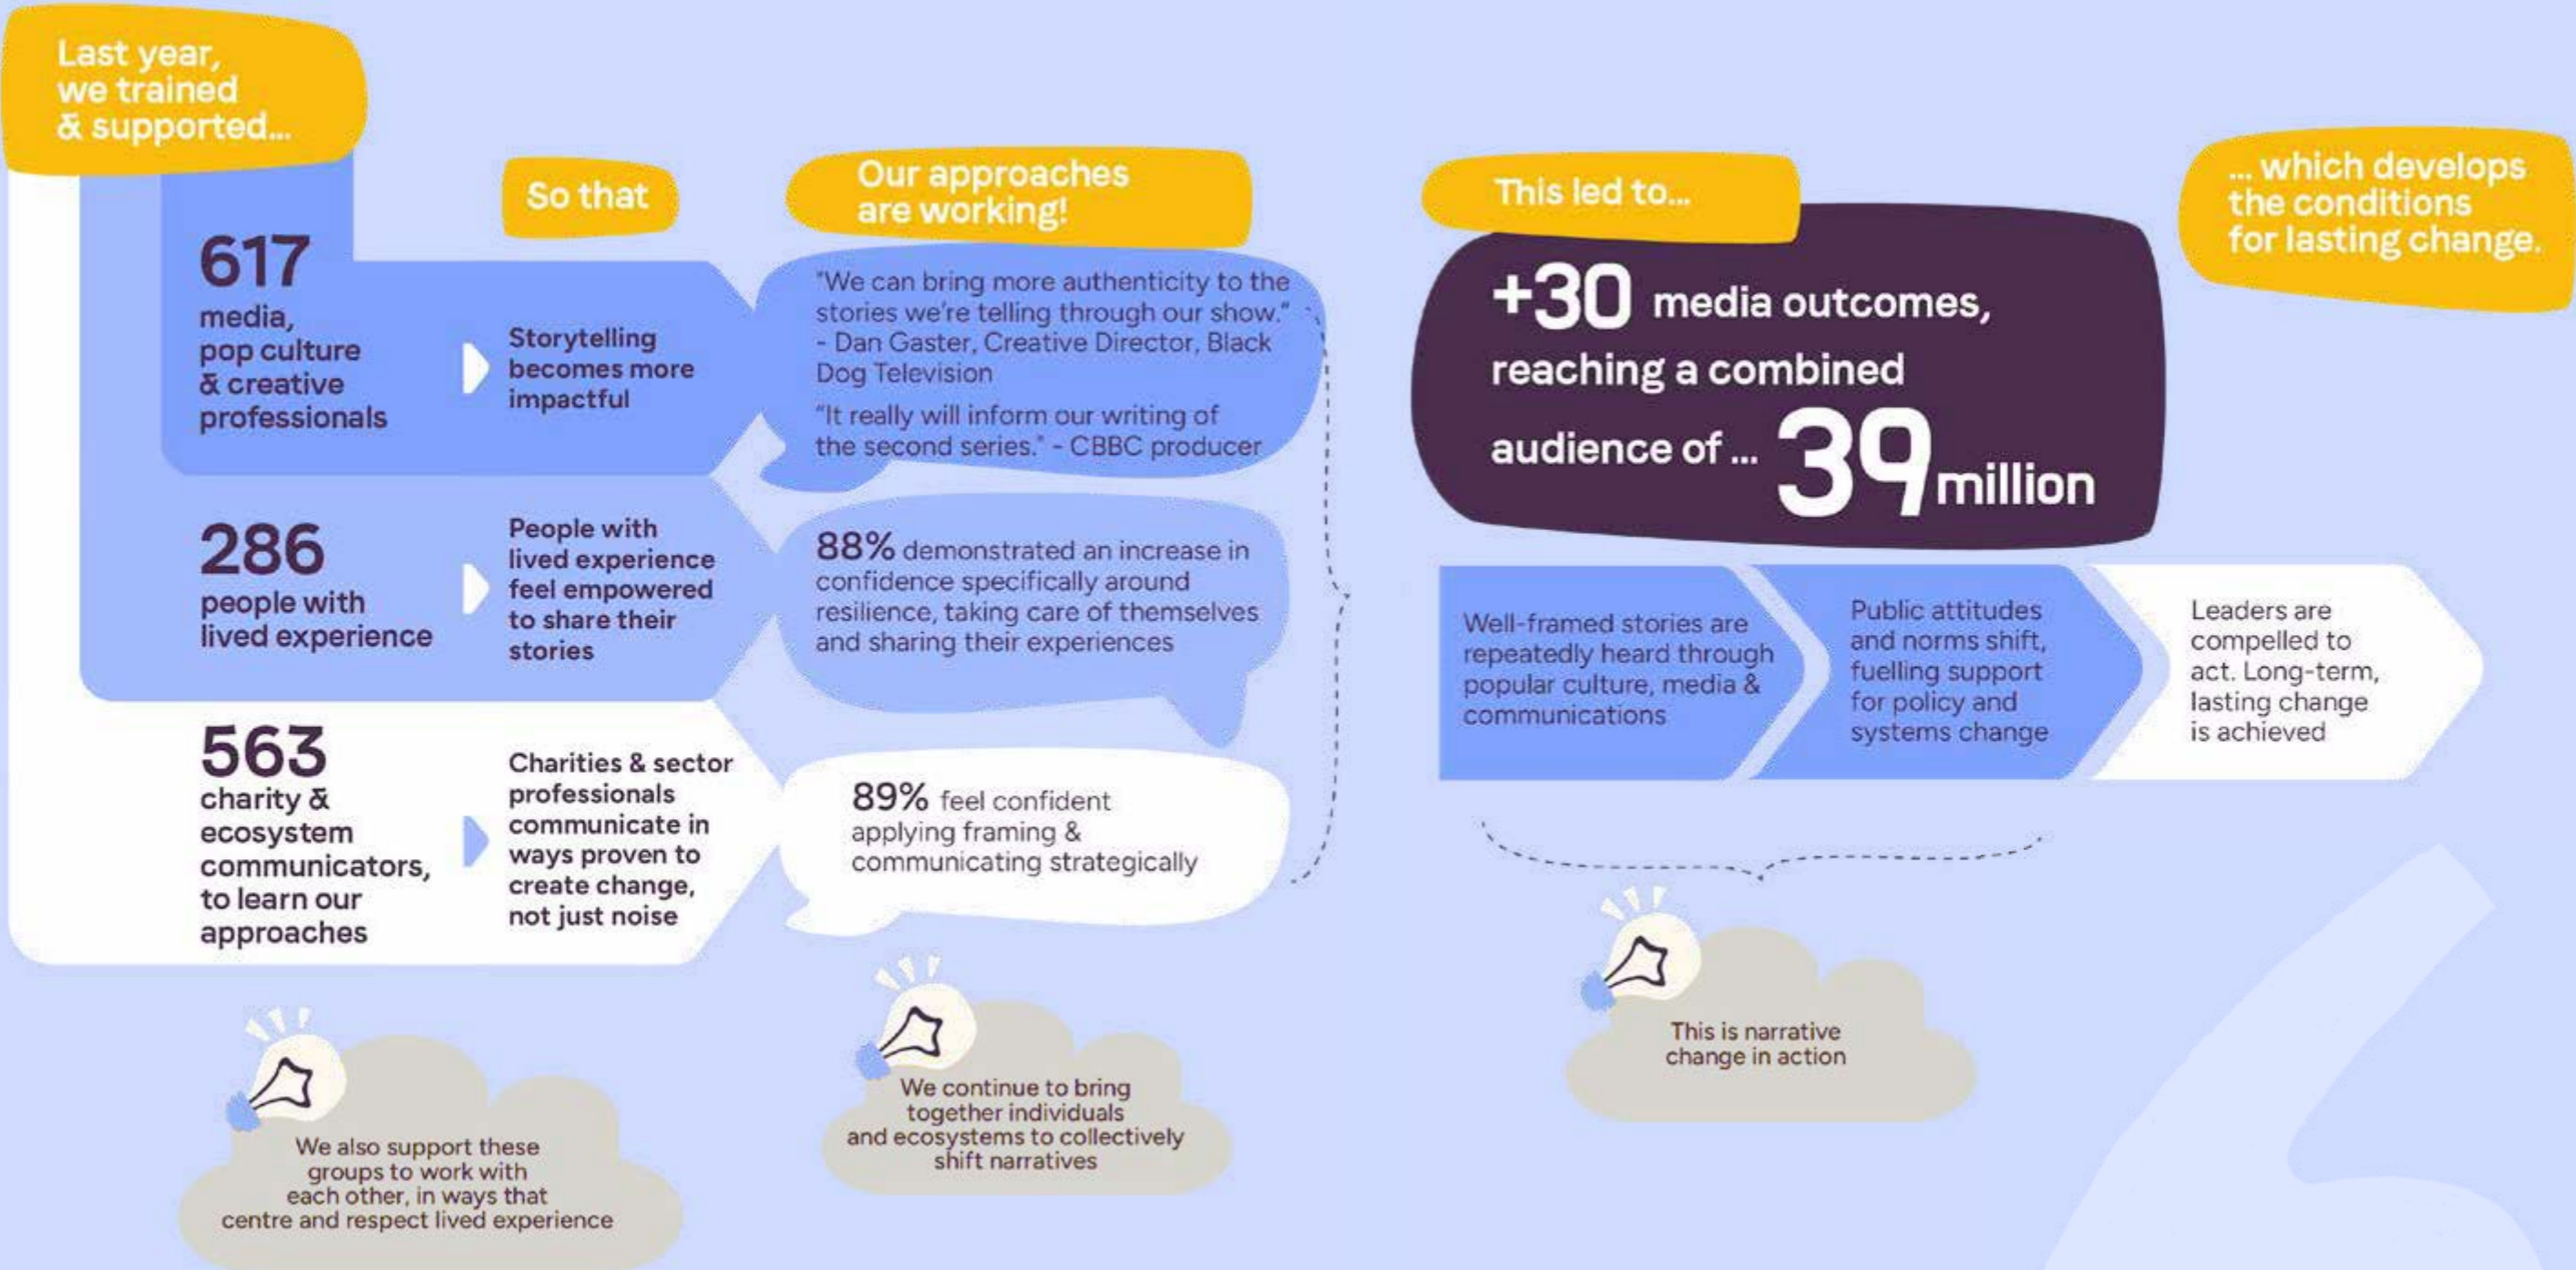 Last year,
we trained
& supported...
617
media,
pop culture
& creative
professionals
286
people with
lived experience
563
charity &
ecosystem
communicators,
to learn our
approaches
So that
Storytelling
becomes more
impactful
People with
lived experience
feel empowered
to share their
stories
Charities & sector
professionals
communicate in
ways proven to
create change,
not just noise
Our approaches
are working!
"We can bring more authenticity to the
stories we're telling through our show."
- Dan Gaster, Creative Director, Black
Dog Television
"It really will inform our writing of
the second series." - CBBC producer
88% demonstrated an increase in
confidence specifically around
resilience, taking care of themselves
and sharing their experiences
89% feel confident
applying framing &
communicating strategically
This led to...
+30 media outcomes,
reaching a combined
audience of ... 39 million
... which develops
the conditions
for lasting change.
Well-framed stories are
repeatedly heard through
popular culture, media &
communications
Public attitudes
and norms shift,
fuelling support
for policy and
systems change
Leaders are
compelled to
act. Long-term,
lasting change
is achieved
We also support these
groups to work with
each other, in ways that
centre and respect lived experience
We continue to bring
together individuals
and ecosystems to collectively
shift narratives
This is narrative
change in action